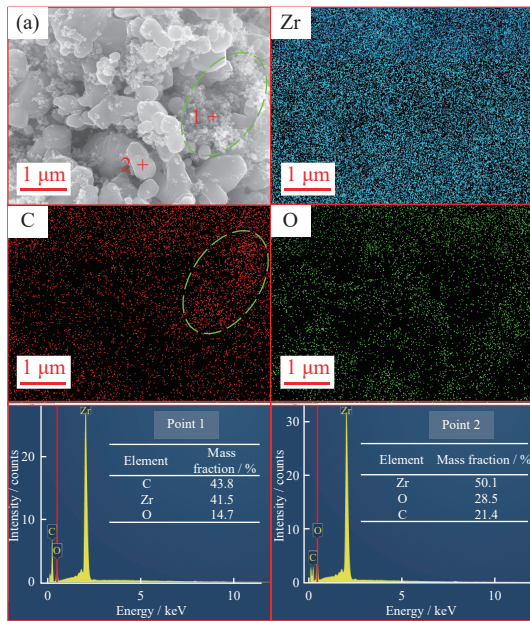 (a)
Zr
1 +
2 +
1 μm
1 μm
C
O
1 μm
1 μm
Zr
Point 1
Element
Mass
fraction / %
C 43.8
Zr 41.5
O 14.7
20
10
0
C
O
0 5 10
Intensity / counts
Energy / keV
Zr
Point 2
Element Mass fraction / %
Zr 50.1
O 28.5
C 21.4
30
20
10
0
O
C
0 5 10
Intensity / counts
Energy / keV